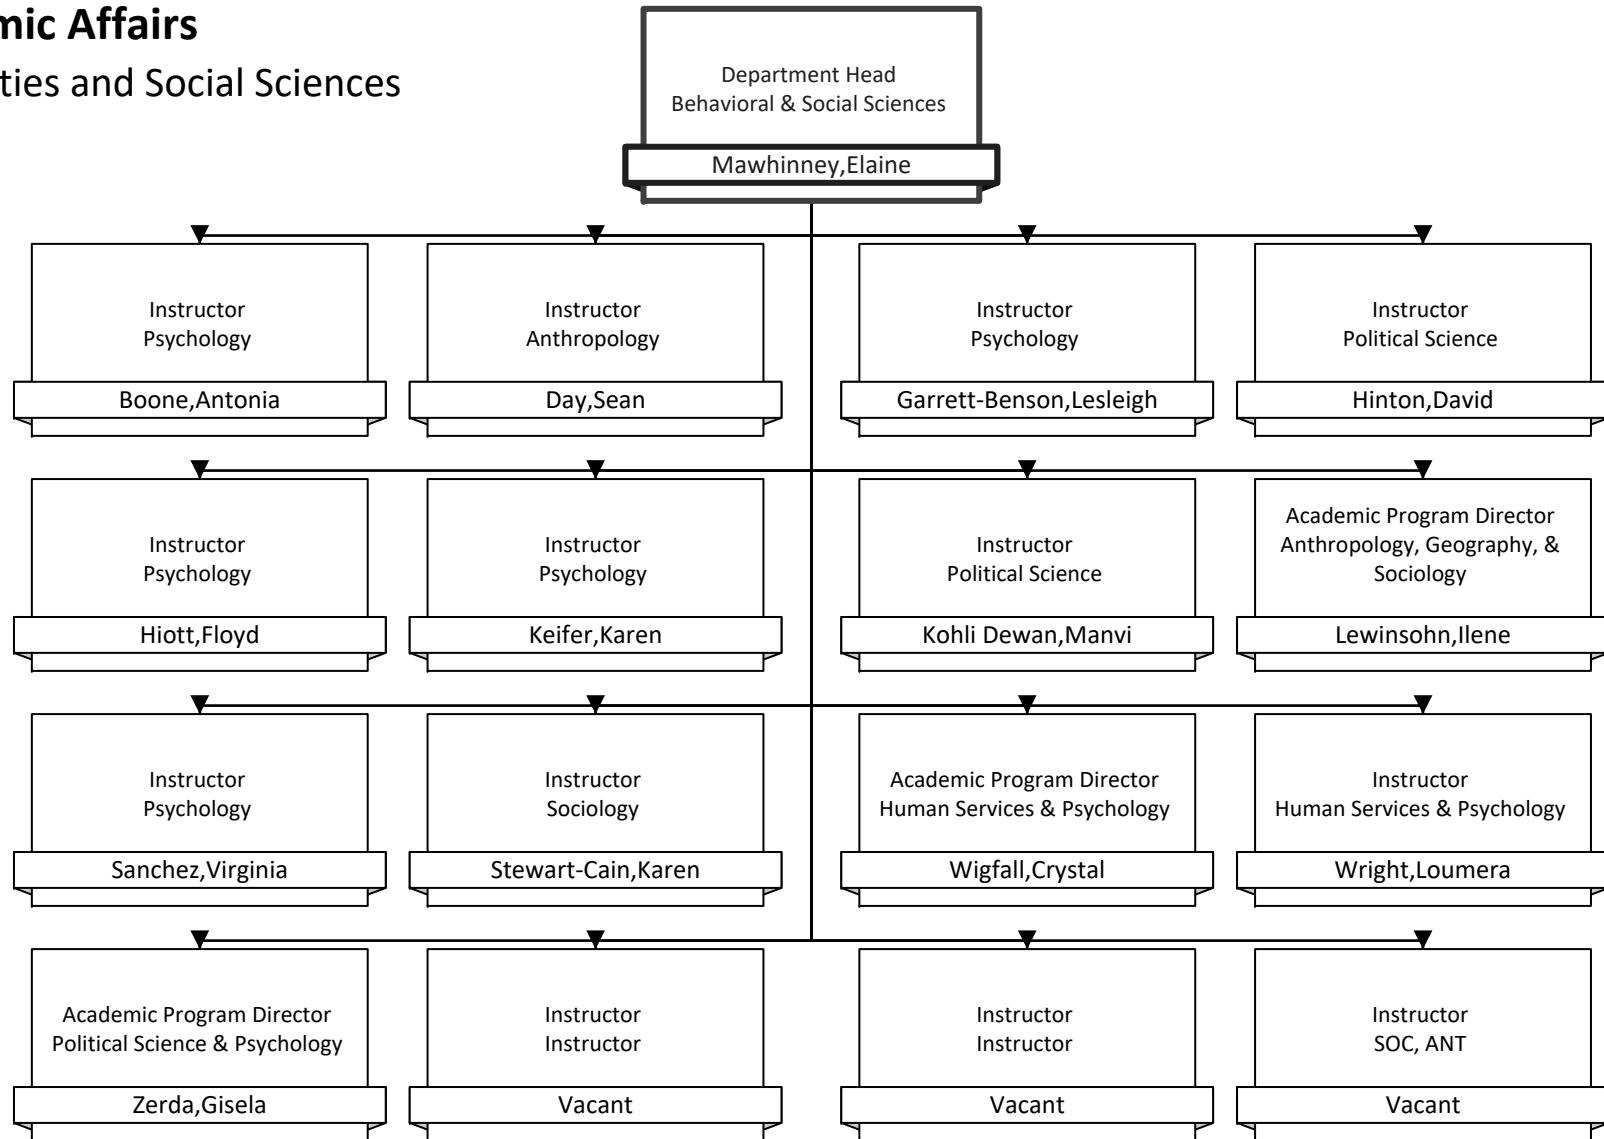 mic Affairs
ties and Social Sciences
Department Head
Behavioral & Social Sciences
Mawhinney,Elaine
Instructor
Psychology
Boone,Antonia
Instructor
Anthropology
Day,Sean
Instructor
Psychology
Garrett-Benson,Lesleigh
Instructor
Political Science
Hinton,David
Instructor
Psychology
Hiott,Floyd
Instructor
Psychology
Keifer,Karen
Instructor
Political Science
Kohli Dewan,Manvi
Academic Program Director
Anthropology, Geography, &
Sociology
Lewinsohn,Ilene
Instructor
Psychology
Sanchez,Virginia
Instructor
Sociology
Stewart-Cain,Karen
Academic Program Director
Human Services & Psychology
Wigfall,Crystal
Instructor
Human Services & Psychology
Wright,Loumera
Academic Program Director
Political Science & Psychology
Zerda,Gisela
Instructor
Instructor
Vacant
Instructor
Instructor
Vacant
Instructor
SOC, ANT
Vacant